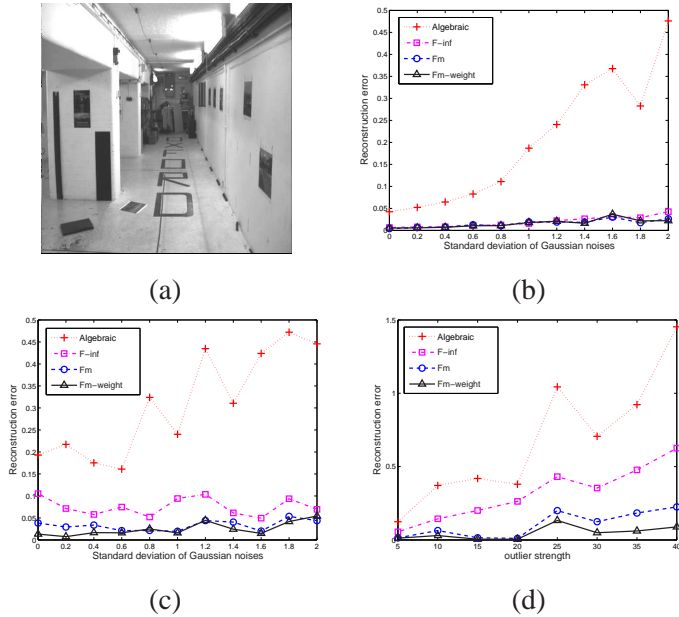 (a)
0.5
0.45
0.4
0.35
0.3
0.25
0.2
0.15
0.1
0.05
0
Reconstruction error
Algebraic
F-inf
Fm
Fm-weight
0 0.2 0.4 0.6 0.8 1 1.2 1.4 1.6 1.8 2
Standard deviation of Gaussian noises
(b)
0.5
0.45
0.4
0.35
0.3
0.25
0.2
0.15
0.1
0.05
0
Reconstruction error
Algebraic
F-inf
Fm
Fm-weight
0 0.2 0.4 0.6 0.8 1 1.2 1.4 1.6 1.8 2
Standard deviation of Gaussian noises
(c)
1.5
1
0.5
0
Reconstruction error
Algebraic
F-inf
Fm
Fm-weight
5 10 15 20 25 30 35 40
outlier strength
(d)